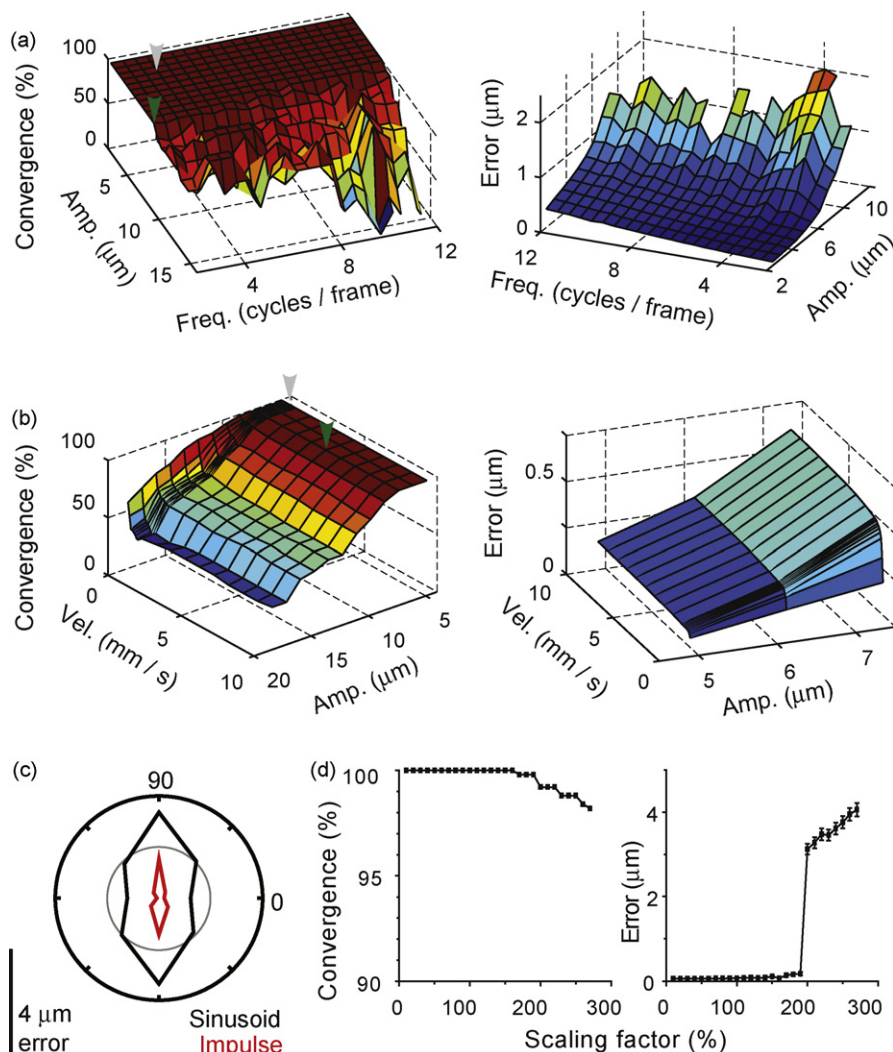 (a)
Convergence (%)
100
50
0
5
10
15
Amp. (μm)
4
8
12
Freq. (cycles / frame)
Error (μm)
2
1
0
12
8
4
2
Freq. (cycles / frame)
10
6
Amp. (μm)
(b)
Convergence (%)
100
50
0
0
5
10
Vel. (mm / s)
20
15
10
5
Amp. (μm)
Error (μm)
0.5
0
10
5
0
Vel. (mm / s)
5
6
7
Amp. (μm)
(c)
90
0
4 μm
error
Sinusoid
Impulse
(d)
Convergence (%)
100
95
90
0
100
200
300
Error (μm)
4
2
0
0
100
200
300
Scaling factor (%)